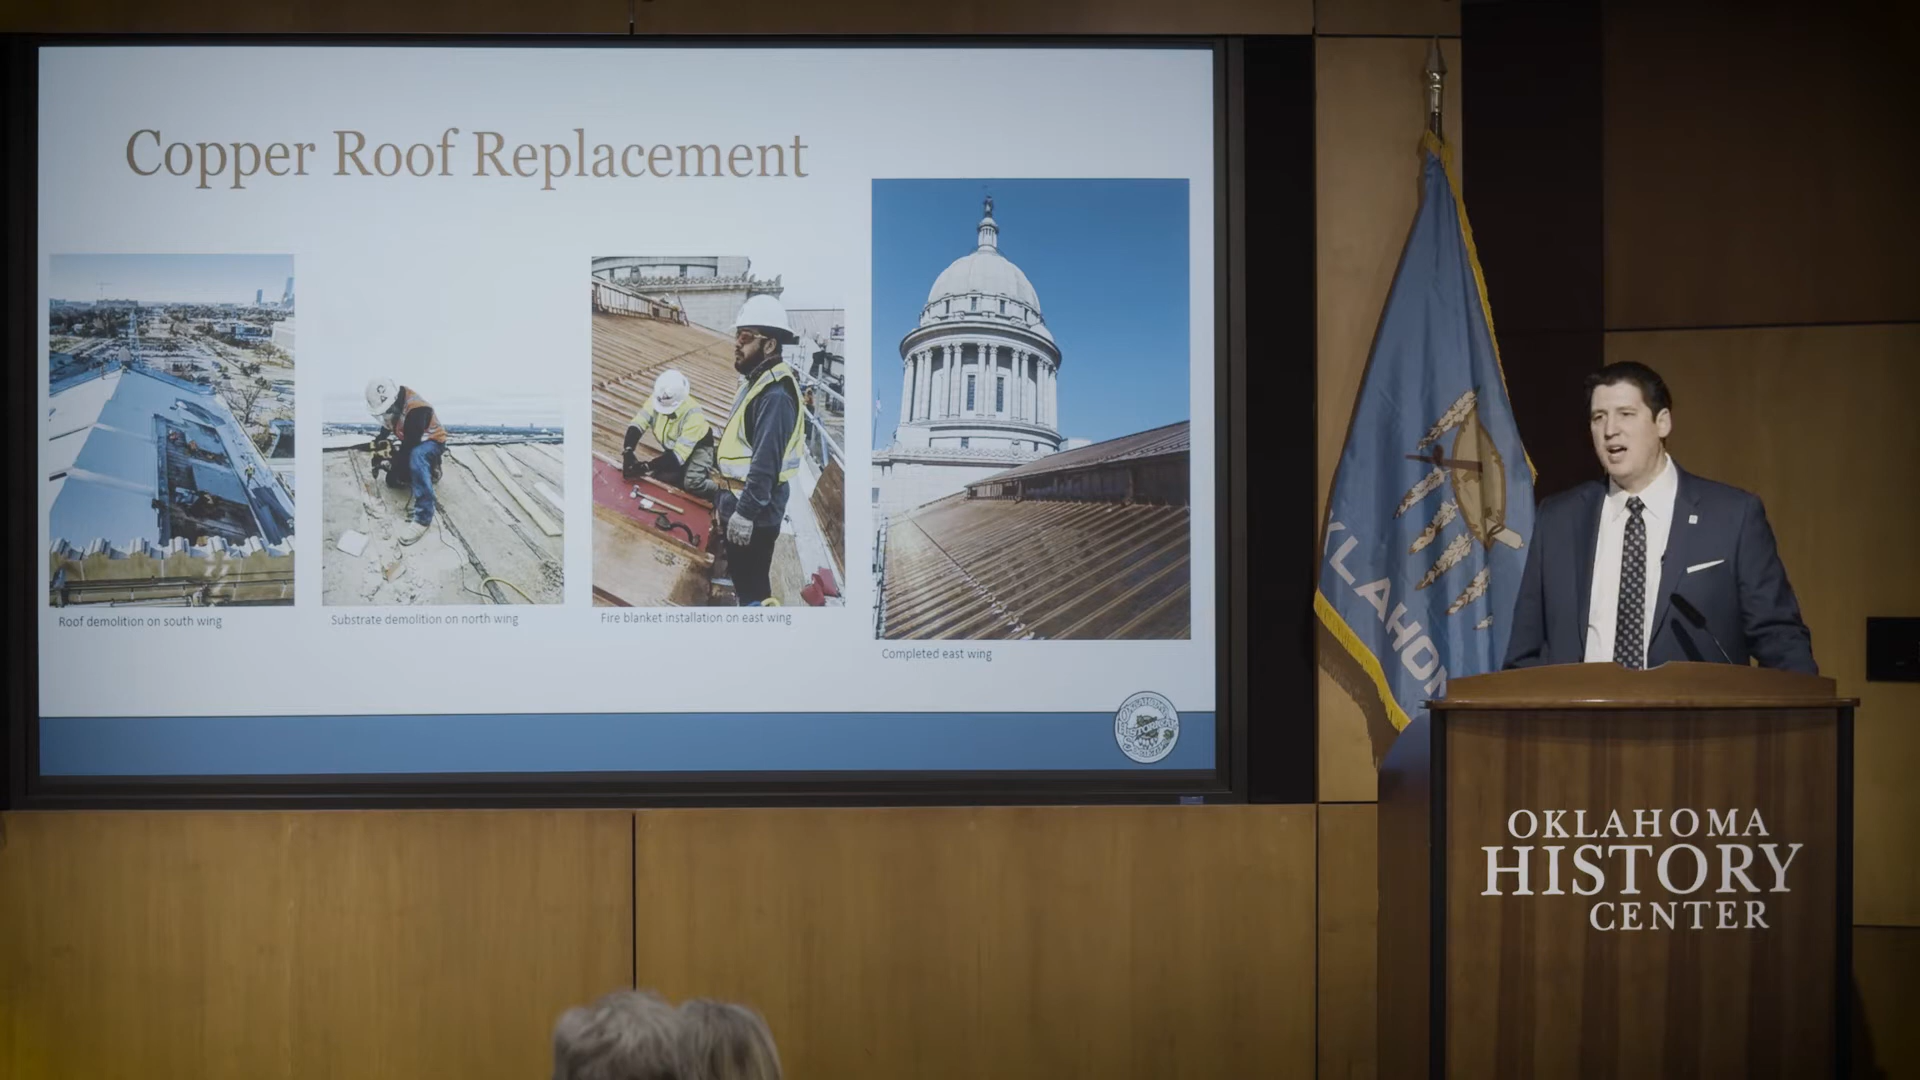 Copper Roof Replacement
Roof demolition on south wing
Substrate demolition on north wing
Fire blanket installation on east wing
Completed east wing
KLAHOM
OKLAHOMA
HISTORY
CENTER